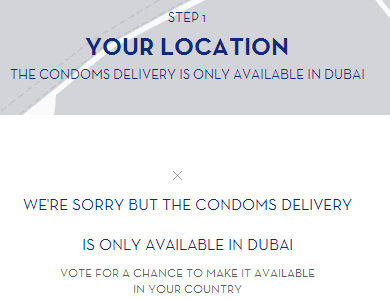 STEP 1
YOUR LOCATION
THE CONDOMS DELIVERY IS ONLY AVAILABLE IN DUBAI
WE'RE SORRY BUT THE CONDOMS DELIVERY
IS ONLY AVAILABLE IN DUBAI
VOTE FOR A CHANCE TO MAKE IT AVAILABLE
IN YOUR COUNTRY